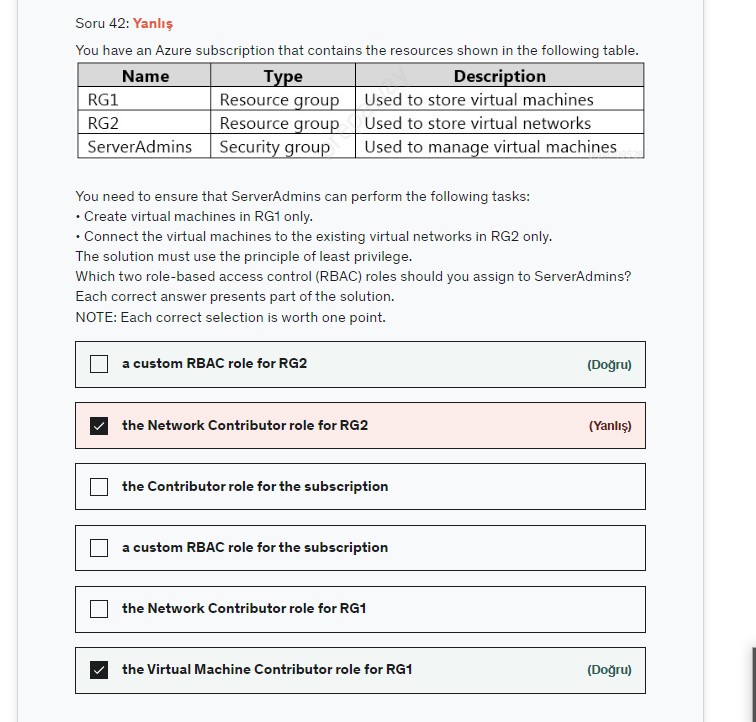 Soru 42: Yanlış
You have an Azure subscription that contains the resources shown in the following table.
Name Type Description
RG1 Resource group Used to store virtual machines
RG2 Resource group Used to store virtual networks
ServerAdmins Security group Used to manage virtual machines
You need to ensure that ServerAdmins can perform the following tasks:
• Create virtual machines in RG1 only.
• Connect the virtual machines to the existing virtual networks in RG2 only.
The solution must use the principle of least privilege.
Which two role-based access control (RBAC) roles should you assign to ServerAdmins?
Each correct answer presents part of the solution.
NOTE: Each correct selection is worth one point.
a custom RBAC role for RG2 (Doğru)
the Network Contributor role for RG2 (Yanlış)
the Contributor role for the subscription
a custom RBAC role for the subscription
the Network Contributor role for RG1
the Virtual Machine Contributor role for RG1 (Doğru)